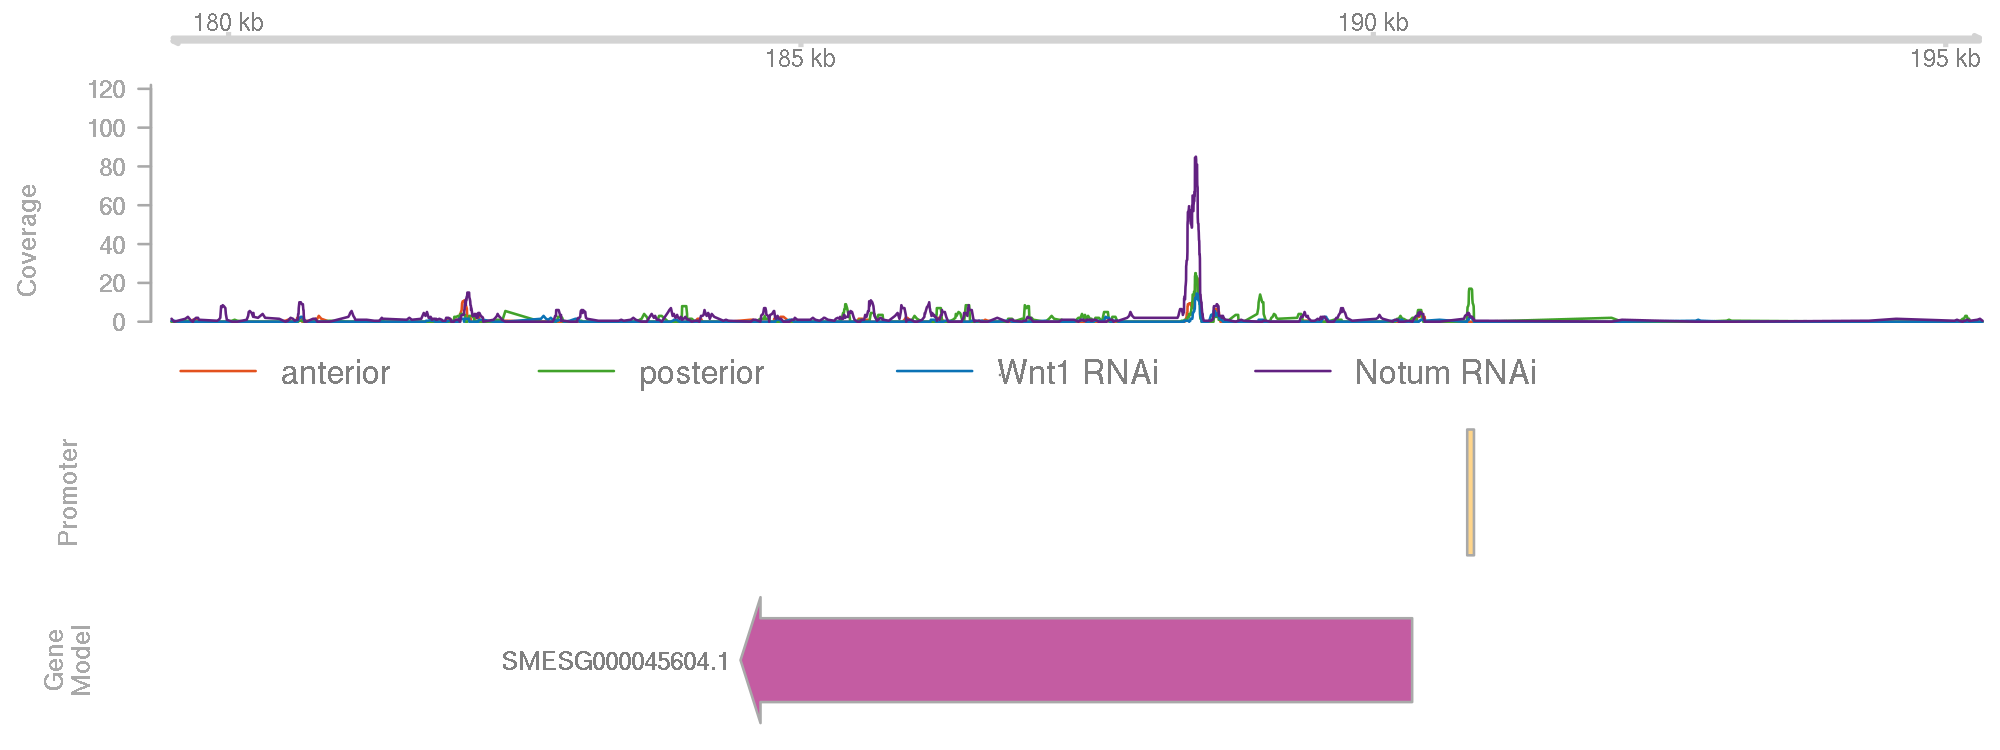 180 kb
190 kb
185 kb
195 kb
120
100
80
60
40
20
0
Coverage
anterior
posterior
Wnt1 RNAi
Notum RNAi
Promoter
Gene
Model
SMESG000045604.1